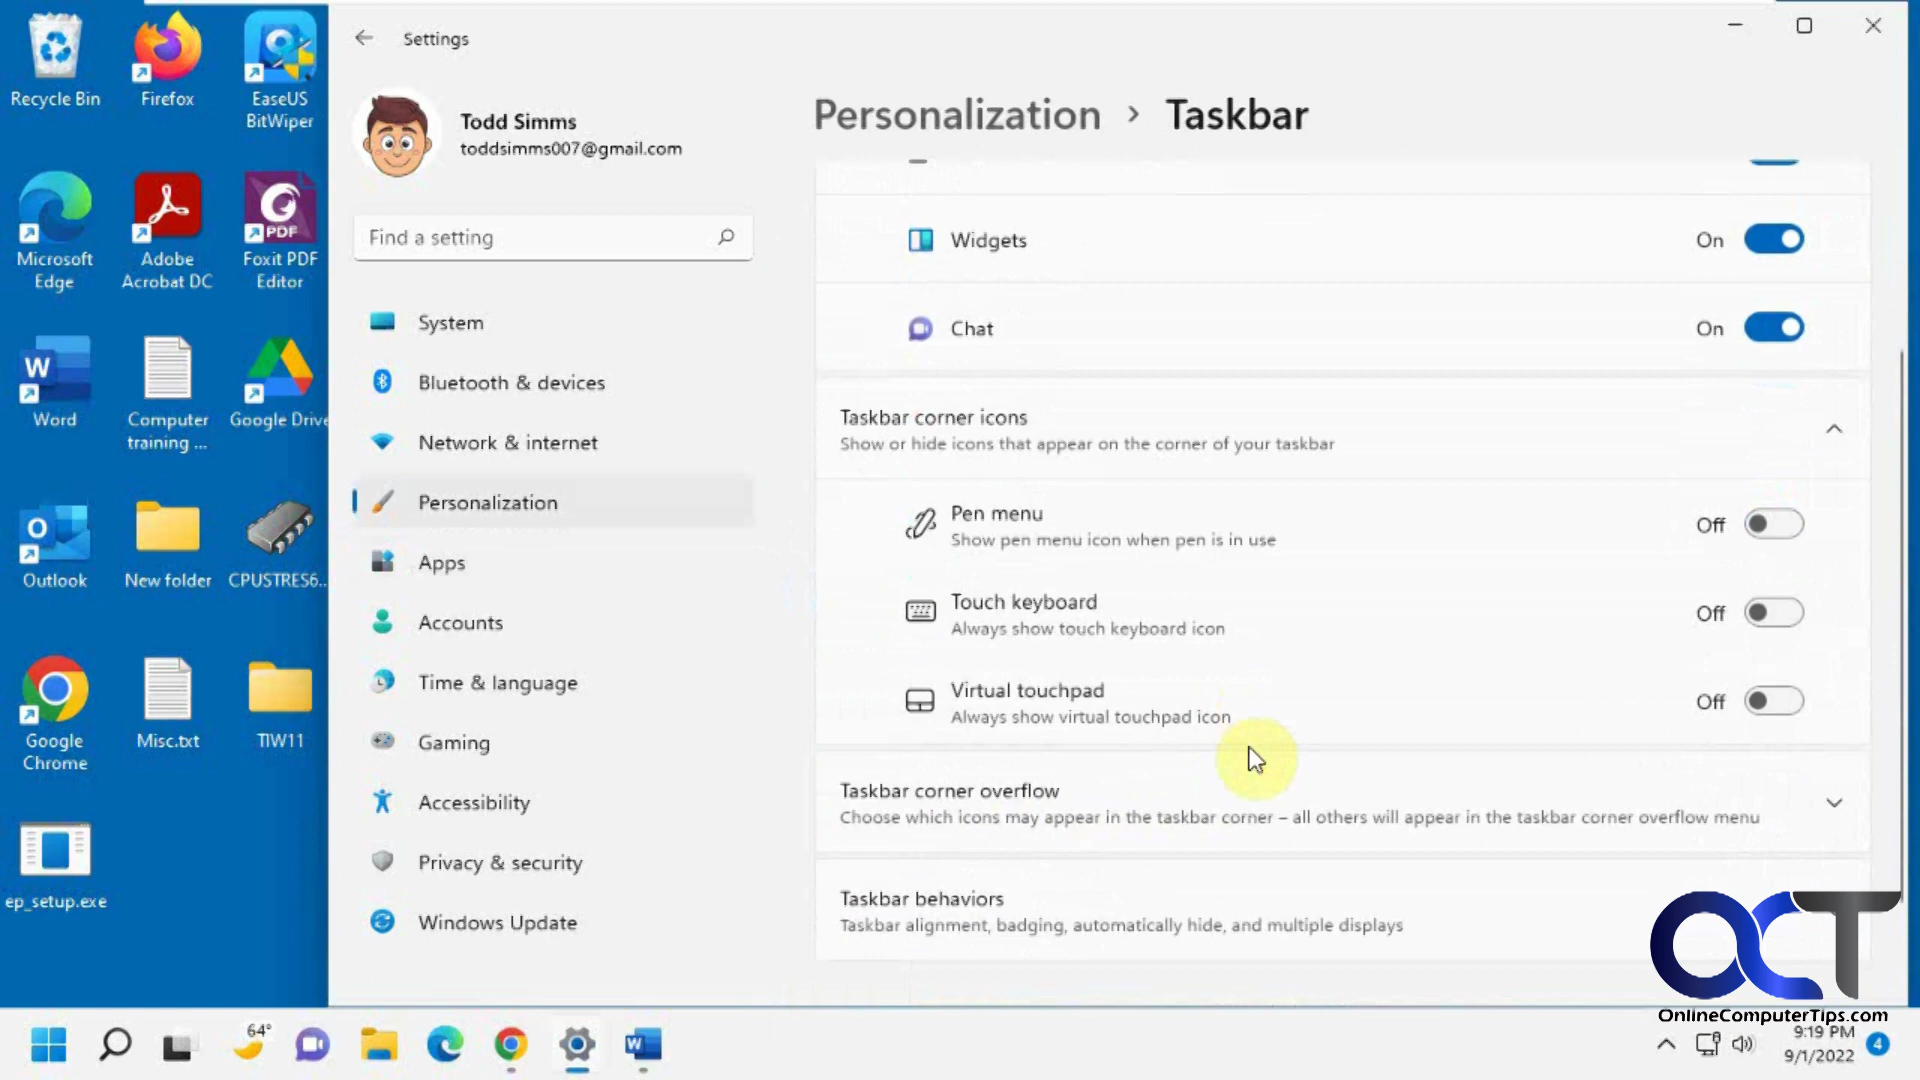 Recycle Bin
Firefox
EaseUS
BitWiper
Microsoft
Edge
Adobe
Acrobat DC
Foxit PDF
Editor
PDF
Word
Computer
training ...
Google Drive
Outlook
New folder
CPUSTRES6...
Google
Chrome
Misc.txt
TIW11
ep_setup.exe
Settings
Todd Simms
toddsimms007@gmail.com
Find a setting
System
Bluetooth & devices
Network & internet
Personalization
Apps
Accounts
Time & language
Gaming
Accessibility
Privacy & security
Windows Update
Personalization > Taskbar
Widgets On
Chat On
Taskbar corner icons
Show or hide icons that appear on the corner of your taskbar
Pen menu
Show pen menu icon when pen is in use
Off
Touch keyboard
Always show touch keyboard icon
Off
Virtual touchpad
Always show virtual touchpad icon
Off
Taskbar corner overflow
Choose which icons may appear in the taskbar corner – all others will appear in the taskbar corner overflow menu
Taskbar behaviors
Taskbar alignment, badging, automatically hide, and multiple displays
OCT
OnlineComputerTips.com
64°
W
9:19 PM
9/1/2022
4